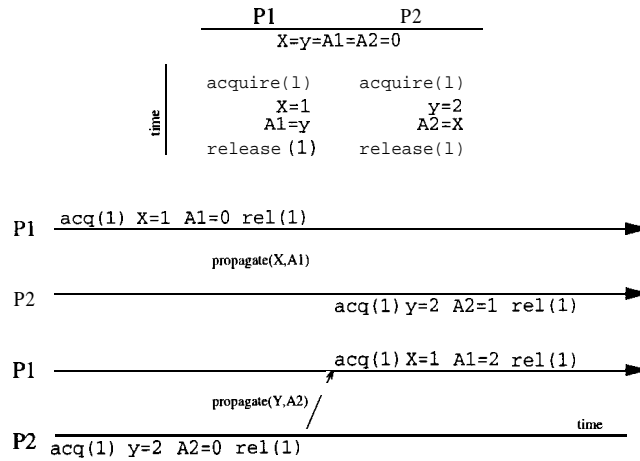 P1 P2
X=y=A1=A2=0
acquire(l) acquire(l)
X=1 y=2
A1=y A2=X
release(1) release(l)
time
acq(1) X=1 A1=0 rel(1)
P1
propagate(X,A1)
P2
acq(1) y=2 A2=1 rel(1)
acq(1) X=1 A1=2 rel(1)
P1
propagate(Y,A2)
time
P2
acq(1) y=2 A2=0 rel(1)